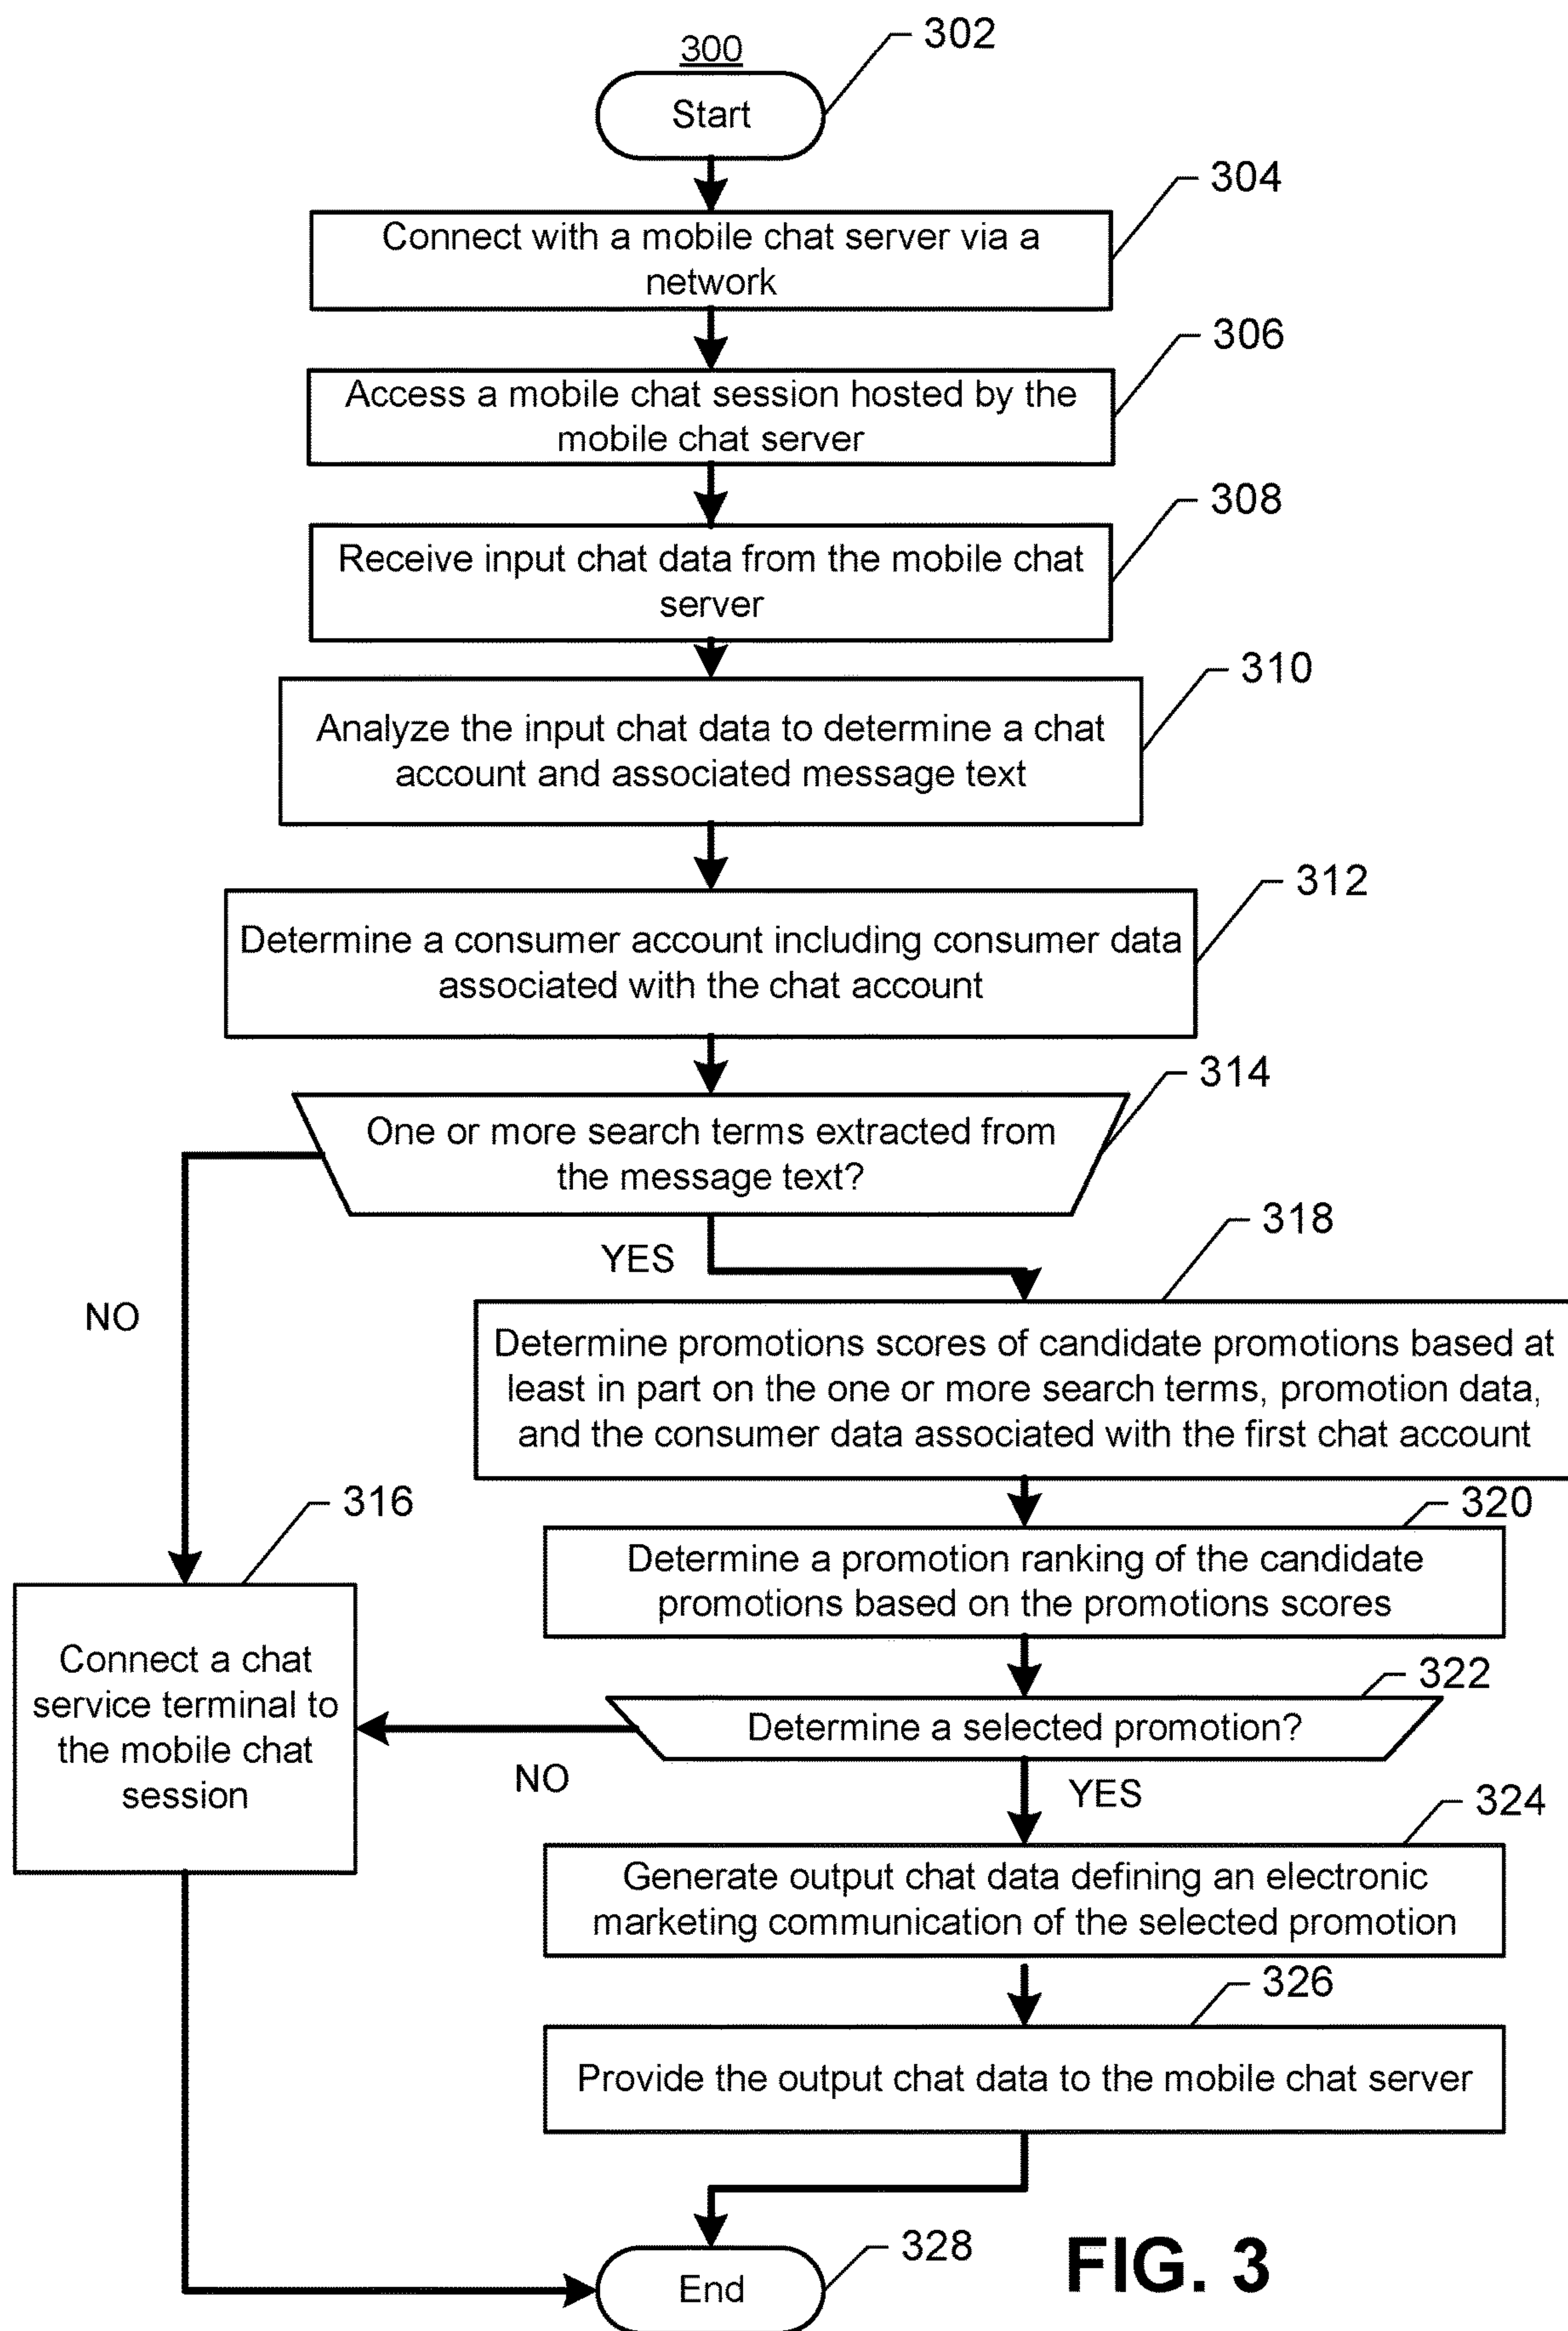 300
302
Start
304
Connect with a mobile chat server via a
network
306
Access a mobile chat session hosted by the
mobile chat server
308
Receive input chat data from the mobile chat
server
310
Analyze the input chat data to determine a chat
account and associated message text
312
Determine a consumer account including consumer data
associated with the chat account
314
One or more search terms extracted from
the message text?
YES
NO
318
Determine promotions scores of candidate promotions based at
least in part on the one or more search terms, promotion data,
and the consumer data associated with the first chat account
316
Connect a chat
service terminal to
the mobile chat
session
320
Determine a promotion ranking of the candidate
promotions based on the promotions scores
322
Determine a selected promotion?
NO
YES
324
Generate output chat data defining an electronic
marketing communication of the selected promotion
326
Provide the output chat data to the mobile chat server
328
End
FIG. 3